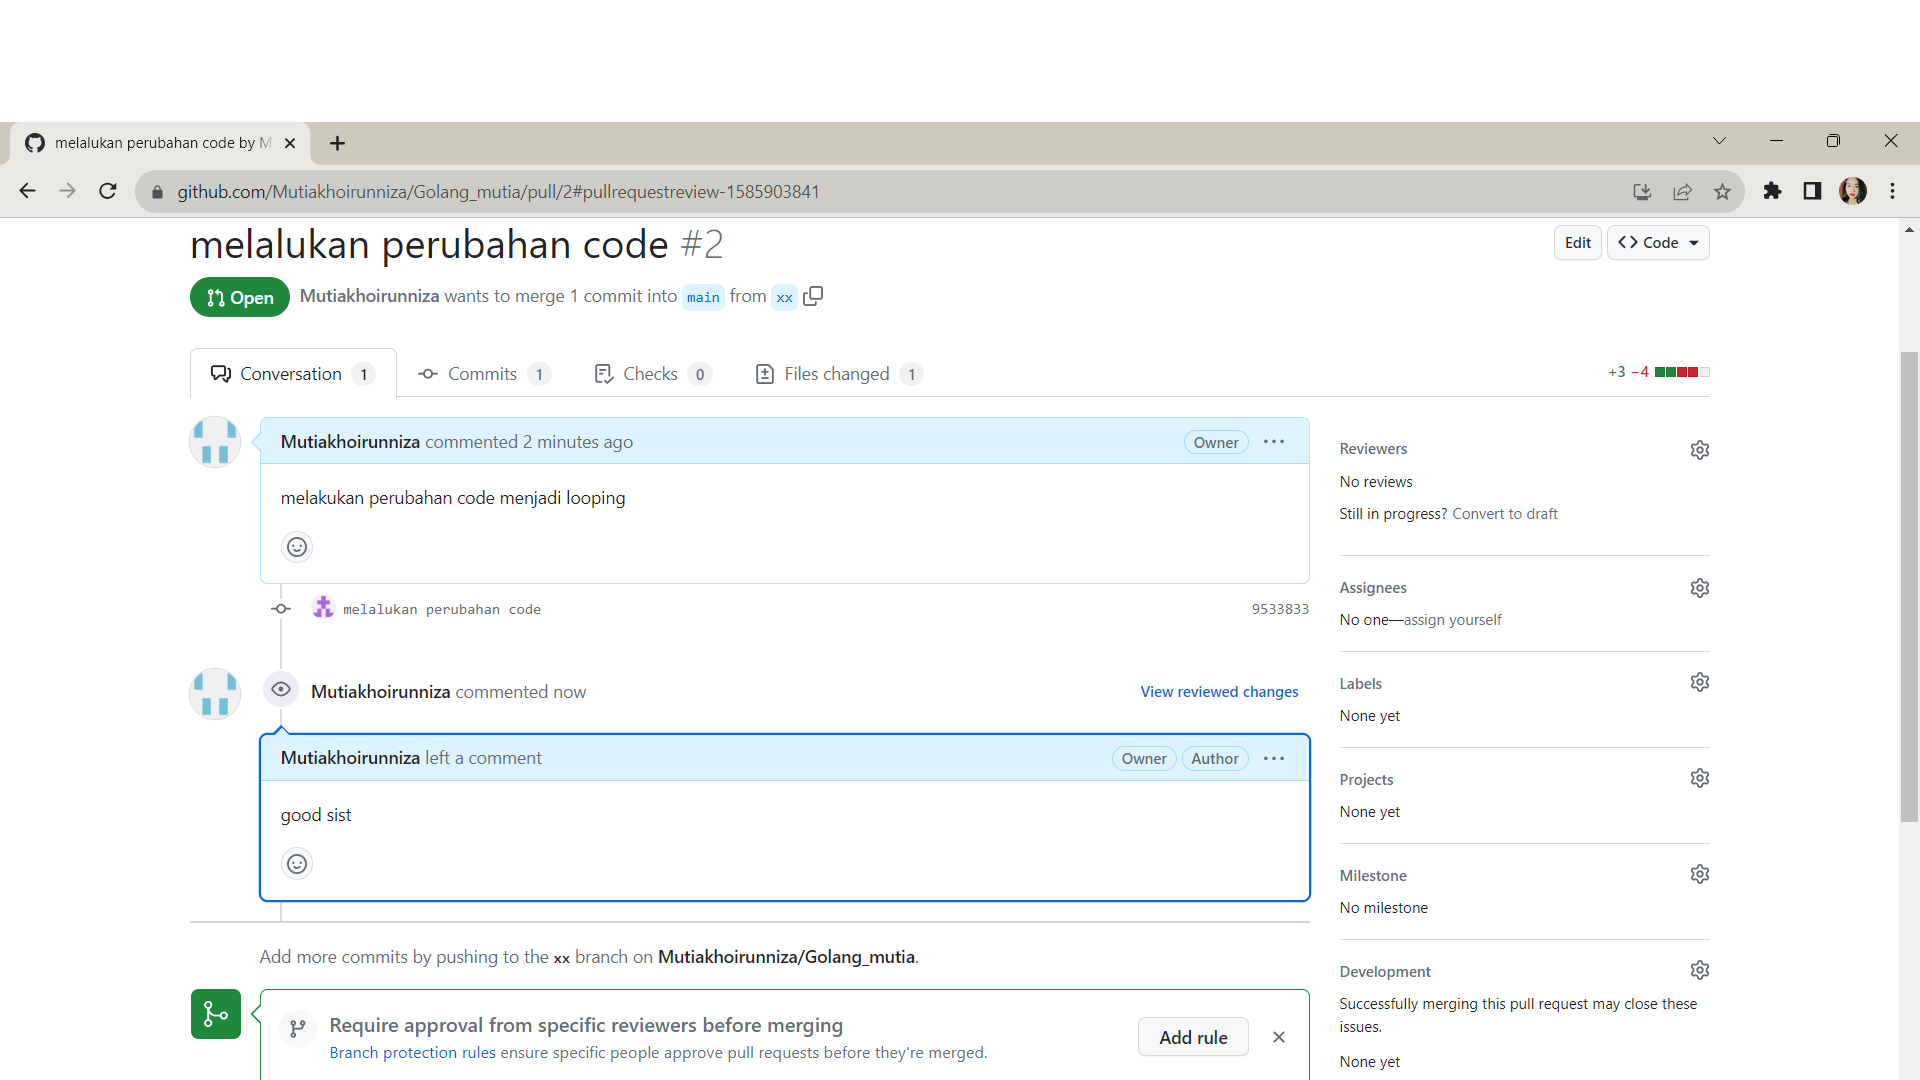 melalukan perubahan code by M
github.com/Mutiakhoirunniza/Golang_mutia/pull/2#pullrequestreview-1585903841
melalukan perubahan code #2
Edit
<> Code
Open
Mutiakhoirunniza wants to merge 1 commit into main from xx
Conversation 1
Commits 1
Checks 0
Files changed 1
+3 −4
Mutiakhoirunniza commented 2 minutes ago
Owner
melakukan perubahan code menjadi looping
melalukan perubahan code
9533833
Mutiakhoirunniza commented now
View reviewed changes
Mutiakhoirunniza left a comment
Owner
Author
good sist
Add more commits by pushing to the xx branch on Mutiakhoirunniza/Golang_mutia.
Require approval from specific reviewers before merging
Branch protection rules ensure specific people approve pull requests before they're merged.
Add rule
Reviewers
No reviews
Still in progress? Convert to draft
Assignees
No one—assign yourself
Labels
None yet
Projects
None yet
Milestone
No milestone
Development
Successfully merging this pull request may close these
issues.
None yet